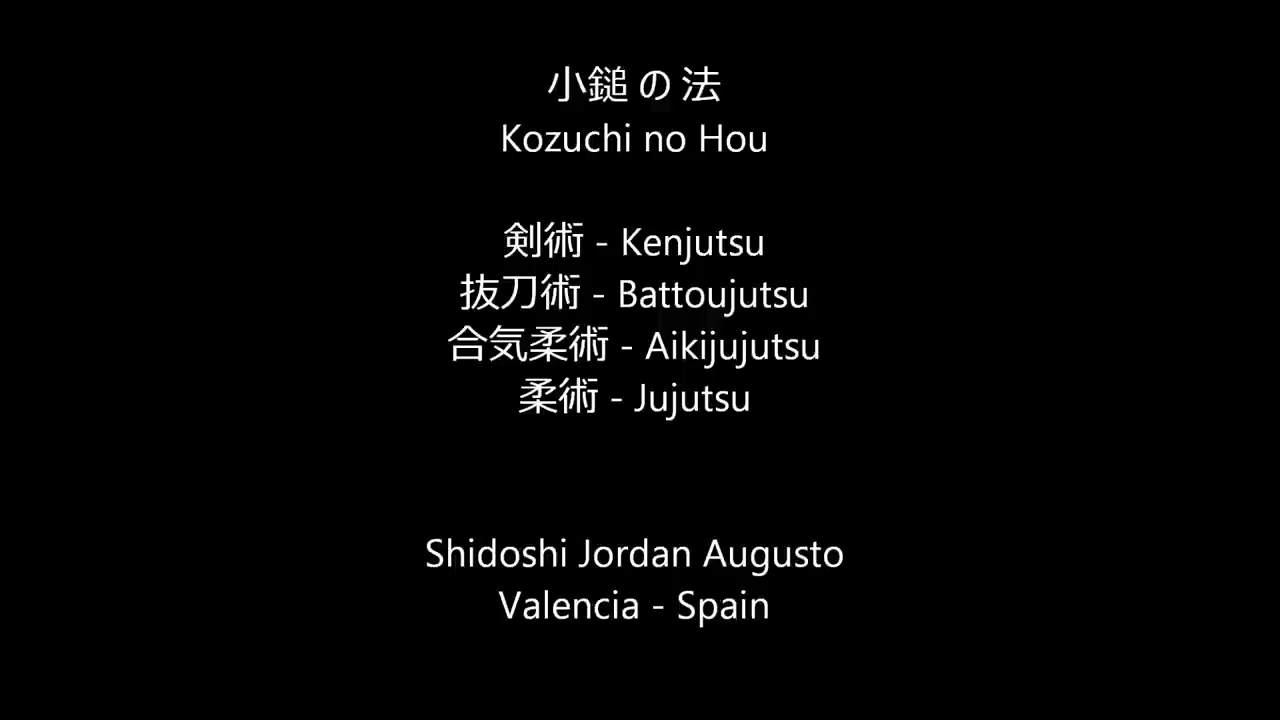 小鎚 の 法
Kozuchi no Hou
剣術 - Kenjutsu
抜刀術 - Battoujutsu
合気柔術 - Aikijujutsu
柔術 - Jujutsu
Shidoshi Jordan Augusto
Valencia - Spain